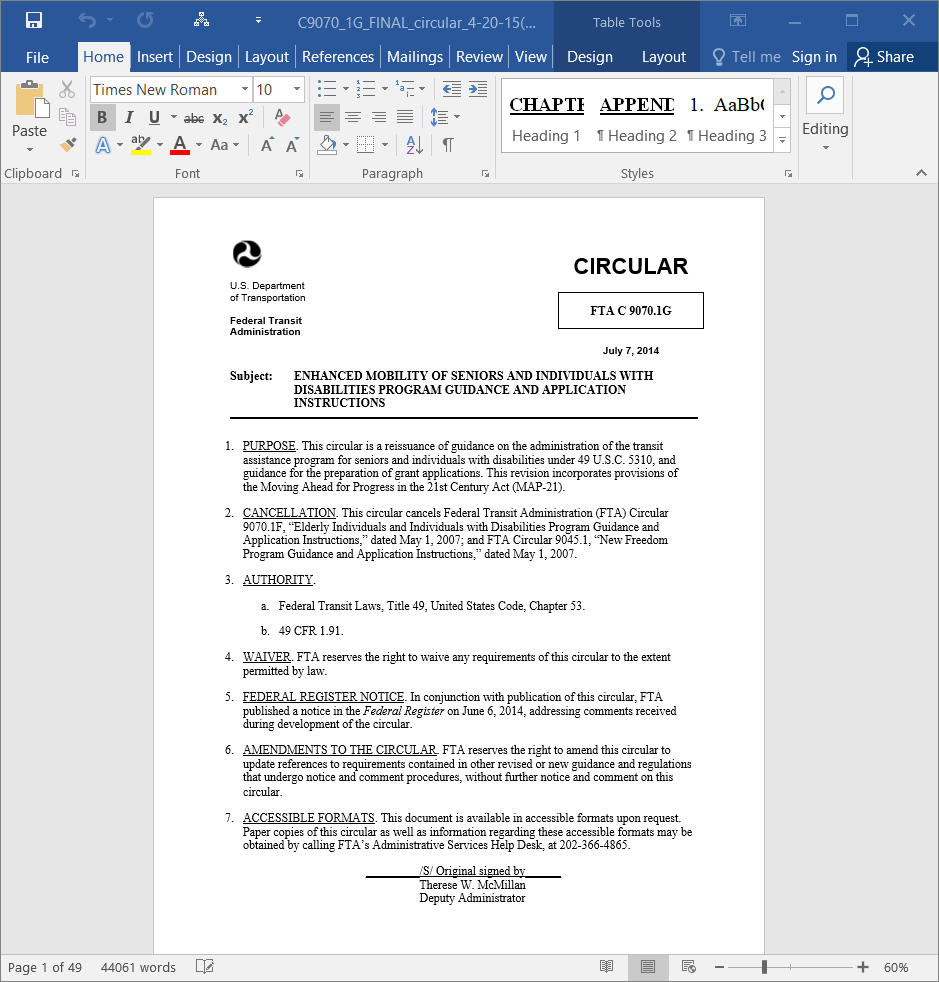 C9070_1G_FINAL_circular_4-20-15(...
Table Tools
File
Home
Insert
Design
Layout
References
Mailings
Review
View
Design
Layout
Tell me
Sign in
Share
Times New Roman
10
Paste
B I U abc x₂ x²
A ab A Aa A A
CHAPTE
APPEND
1. AaBb(
Heading 1
¶ Heading 2
¶ Heading 3
Editing
Clipboard
Font
Paragraph
Styles
U.S. Department
of Transportation
Federal Transit
Administration
CIRCULAR
FTA C 9070.1G
July 7, 2014
Subject: ENHANCED MOBILITY OF SENIORS AND INDIVIDUALS WITH
DISABILITIES PROGRAM GUIDANCE AND APPLICATION
INSTRUCTIONS
1. PURPOSE. This circular is a reissuance of guidance on the administration of the transit
assistance program for seniors and individuals with disabilities under 49 U.S.C. 5310, and
guidance for the preparation of grant applications. This revision incorporates provisions of
the Moving Ahead for Progress in the 21st Century Act (MAP-21).
2. CANCELLATION. This circular cancels Federal Transit Administration (FTA) Circular
9070.1F, “Elderly Individuals and Individuals with Disabilities Program Guidance and
Application Instructions,” dated May 1, 2007; and FTA Circular 9045.1, “New Freedom
Program Guidance and Application Instructions,” dated May 1, 2007.
3. AUTHORITY.
a. Federal Transit Laws, Title 49, United States Code, Chapter 53.
b. 49 CFR 1.91.
4. WAIVER. FTA reserves the right to waive any requirements of this circular to the extent
permitted by law.
5. FEDERAL REGISTER NOTICE. In conjunction with publication of this circular, FTA
published a notice in the Federal Register on June 6, 2014, addressing comments received
during development of the circular.
6. AMENDMENTS TO THE CIRCULAR. FTA reserves the right to amend this circular to
update references to requirements contained in other revised or new guidance and regulations
that undergo notice and comment procedures, without further notice and comment on this
circular.
7. ACCESSIBLE FORMATS. This document is available in accessible formats upon request.
Paper copies of this circular as well as information regarding these accessible formats may be
obtained by calling FTA’s Administrative Services Help Desk, at 202-366-4865.
/S/ Original signed by
Therese W. McMillan
Deputy Administrator
Page 1 of 49
44061 words
60%